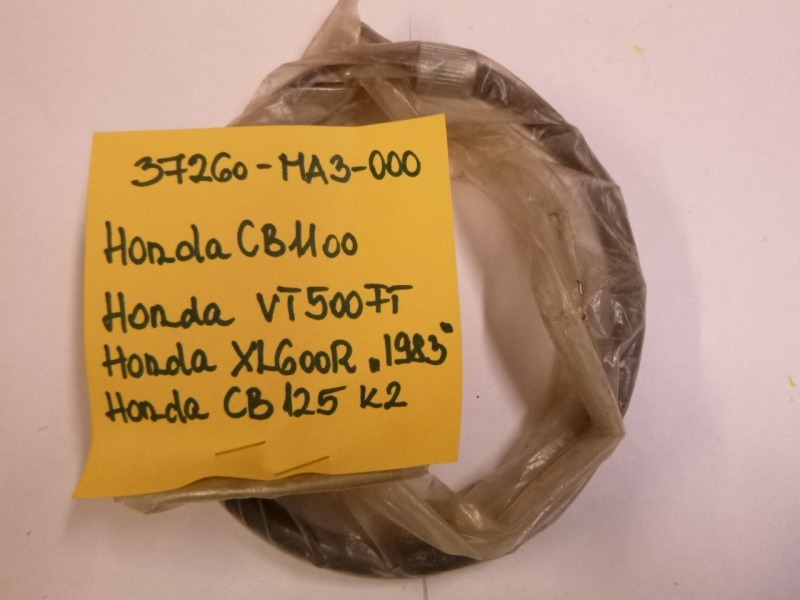 37260-MA3-000
Honda CB1100
Honda VT500FT
Honda XL600R „1983"
Honda CB125 K2